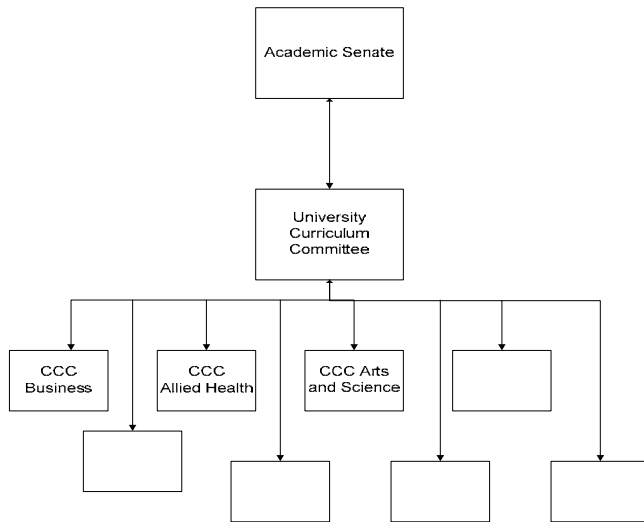 Academic Senate
University
Curriculum
Committee
CCC
Business
CCC
Allied Health
CCC Arts
and Science